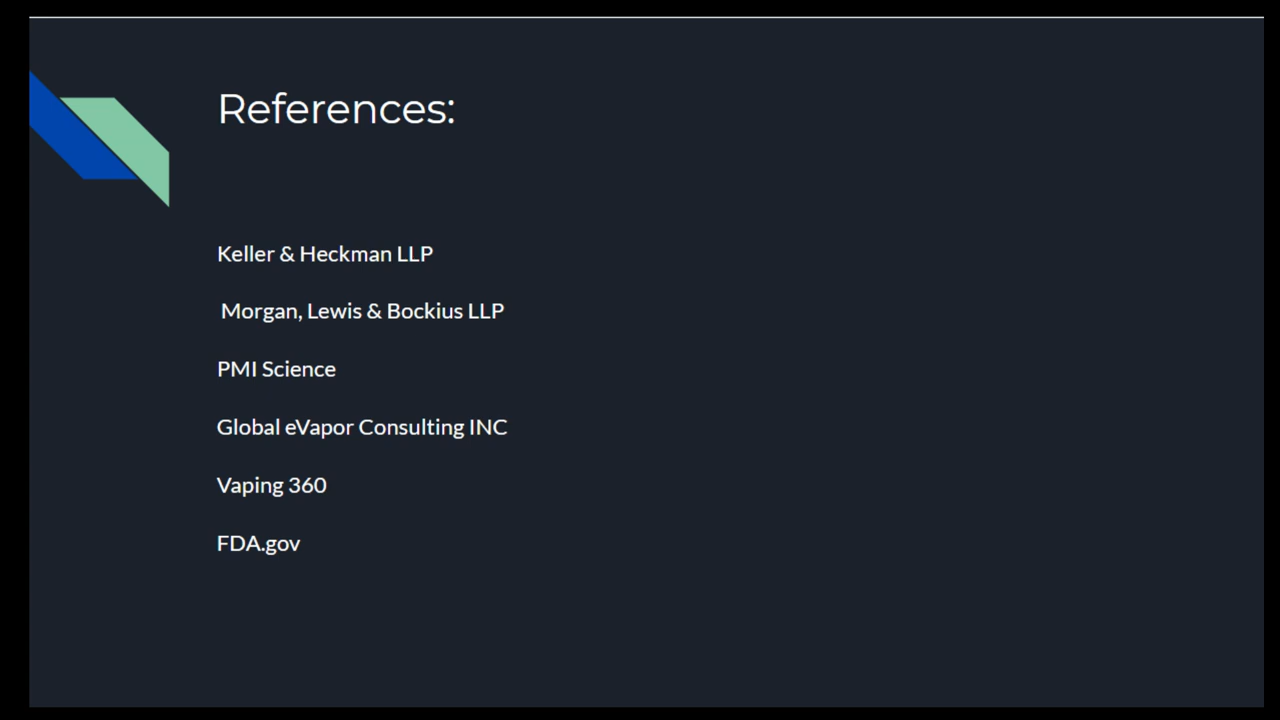 References:
Keller & Heckman LLP
Morgan, Lewis & Bockius LLP
PMI Science
Global eVapor Consulting INC
Vaping 360
FDA.gov